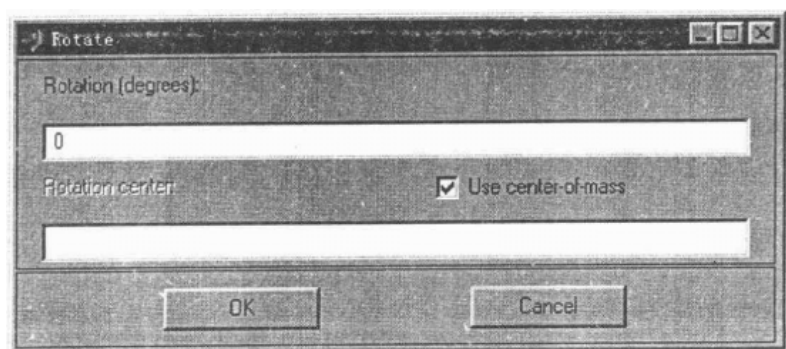 Rotate
Rotation (degrees):
0
Rotation center:
Use center-of-mass
OK
Cancel